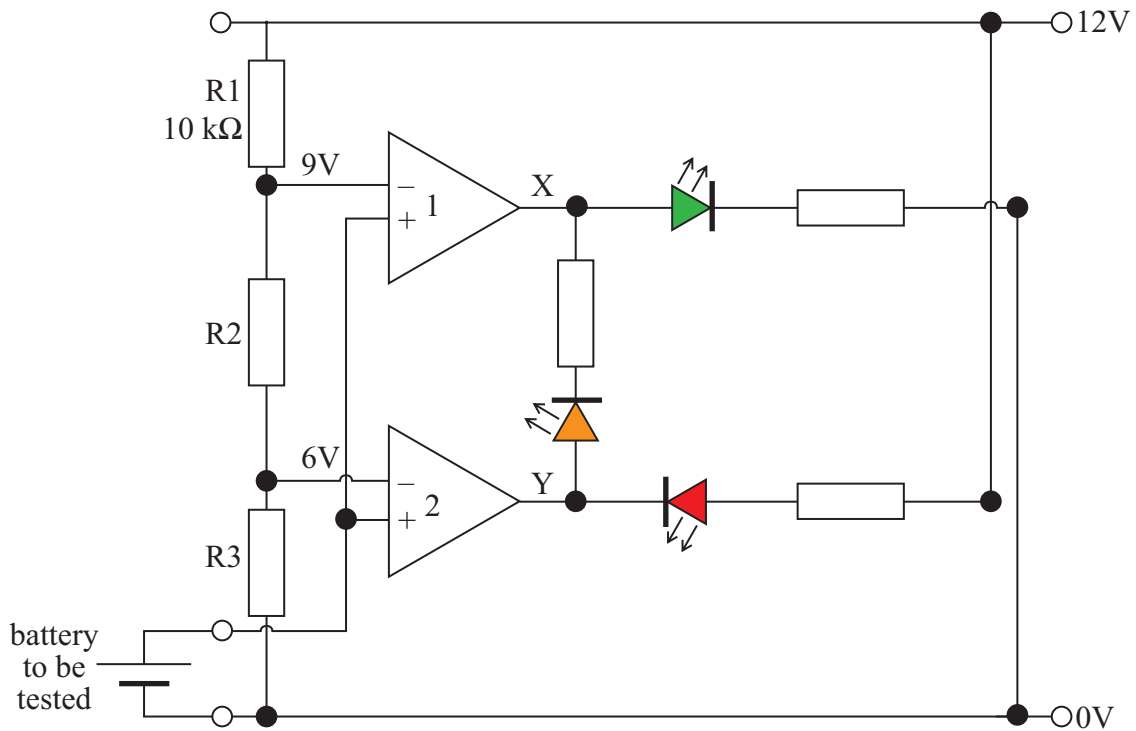 12V
R1
10 kΩ
9V
−
+ 1
X
R2
6V
−
+ 2
Y
R3
battery
to be
tested
0V